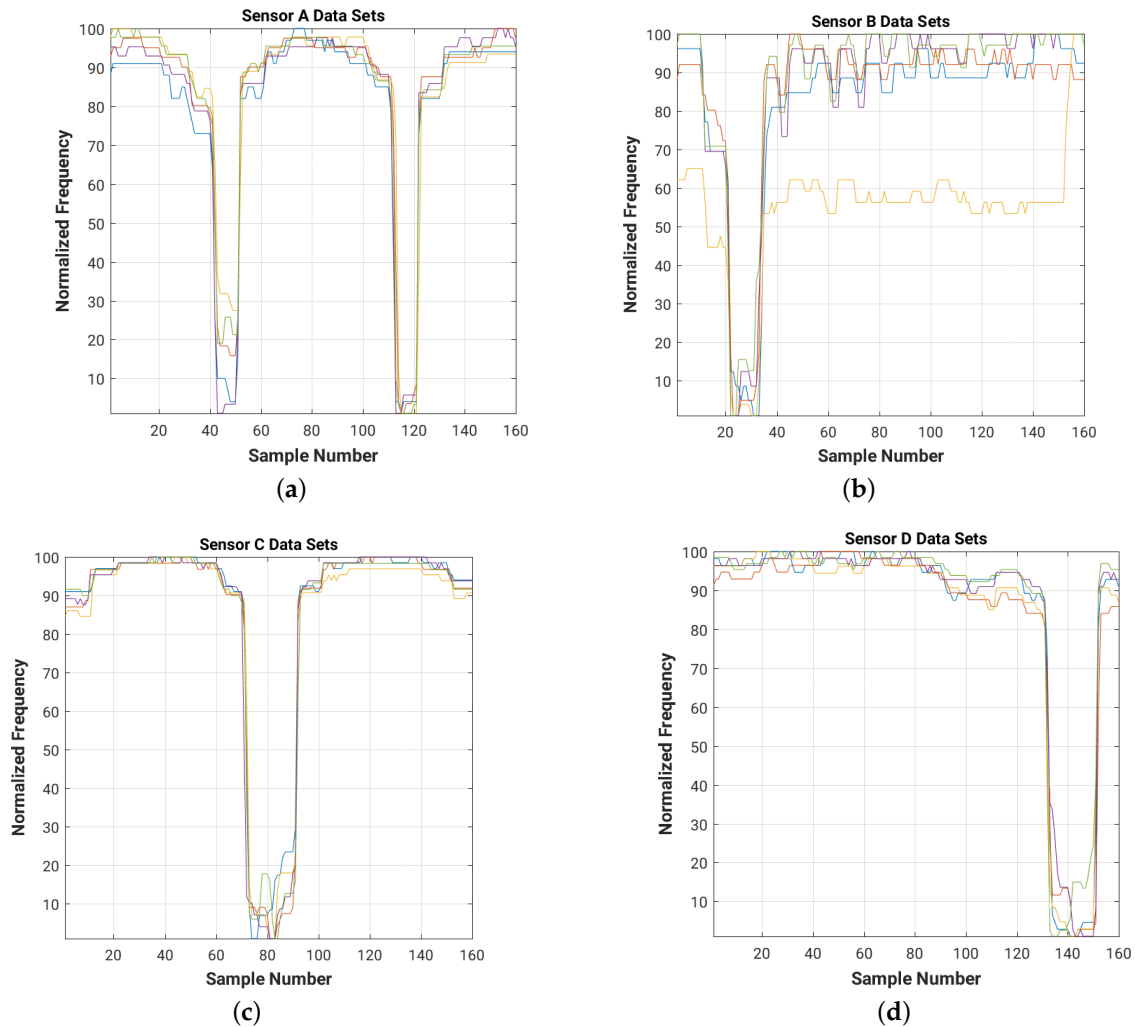 Sensor A Data Sets
Normalized Frequency
100
90
80
70
60
50
40
30
20
10
20 40 60 80 100 120 140 160
Sample Number
(a)
Sensor B Data Sets
Normalized Frequency
100
90
80
70
60
50
40
30
20
10
20 40 60 80 100 120 140 160
Sample Number
(b)
Sensor C Data Sets
Normalized Frequency
100
90
80
70
60
50
40
30
20
10
20 40 60 80 100 120 140 160
Sample Number
(c)
Sensor D Data Sets
Normalized Frequency
100
90
80
70
60
50
40
30
20
10
20 40 60 80 100 120 140 160
Sample Number
(d)